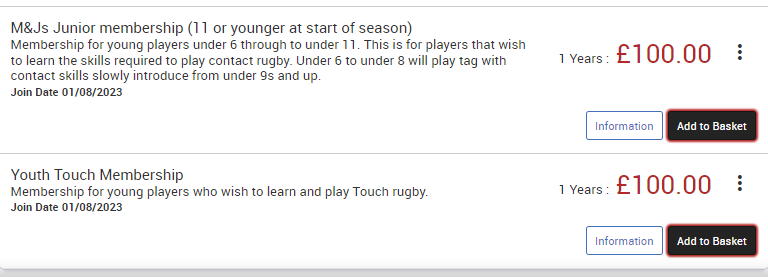 M&Js Junior membership (11 or younger at start of season)
Membership for young players under 6 through to under 11. This is for players that wish
to learn the skills required to play contact rugby. Under 6 to under 8 will play tag with
contact skills slowly introduce from under 9s and up.
Join Date 01/08/2023
1 Years : £100.00
Information
Add to Basket
Youth Touch Membership
Membership for young players who wish to learn and play Touch rugby.
Join Date 01/08/2023
1 Years : £100.00
Information
Add to Basket